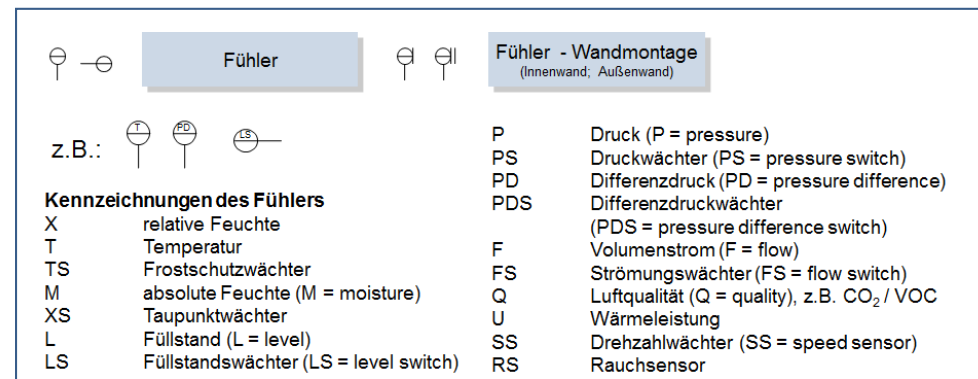 Fühler
Fühler - Wandmontage
(Innenwand; Außenwand)
z.B.: T PD LS
Kennzeichnungen des Fühlers
X relative Feuchte
T Temperatur
TS Frostschutzwächter
M absolute Feuchte (M = moisture)
XS Taupunktwächter
L Füllstand (L = level)
LS Füllstandswächter (LS = level switch)
P Druck (P = pressure)
PS Druckwächter (PS = pressure switch)
PD Differenzdruck (PD = pressure difference)
PDS Differenzdruckwächter
(PDS = pressure difference switch)
F Volumenstrom (F = flow)
FS Strömungswächter (FS = flow switch)
Q Luftqualität (Q = quality), z.B. CO₂ / VOC
U Wärmeleistung
SS Drehzahlwächter (SS = speed sensor)
RS Rauchsensor